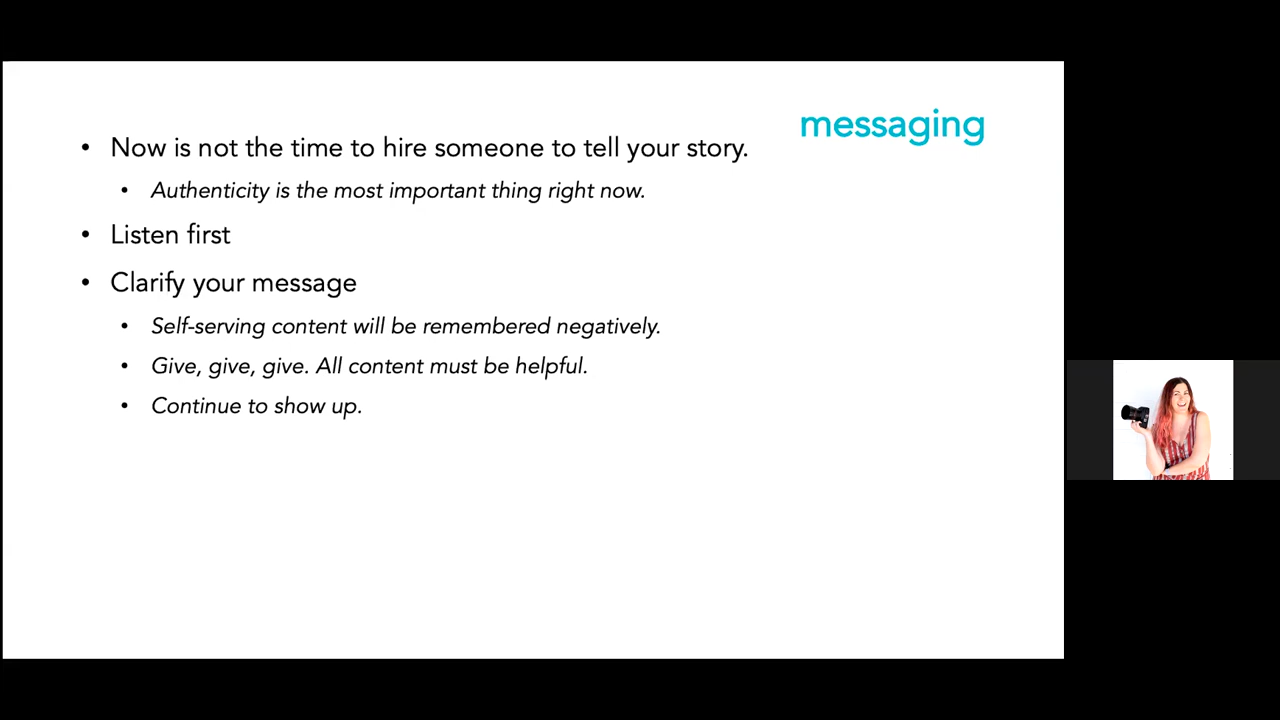 messaging
• Now is not the time to hire someone to tell your story.
• Authenticity is the most important thing right now.
• Listen first
• Clarify your message
• Self-serving content will be remembered negatively.
• Give, give, give. All content must be helpful.
• Continue to show up.